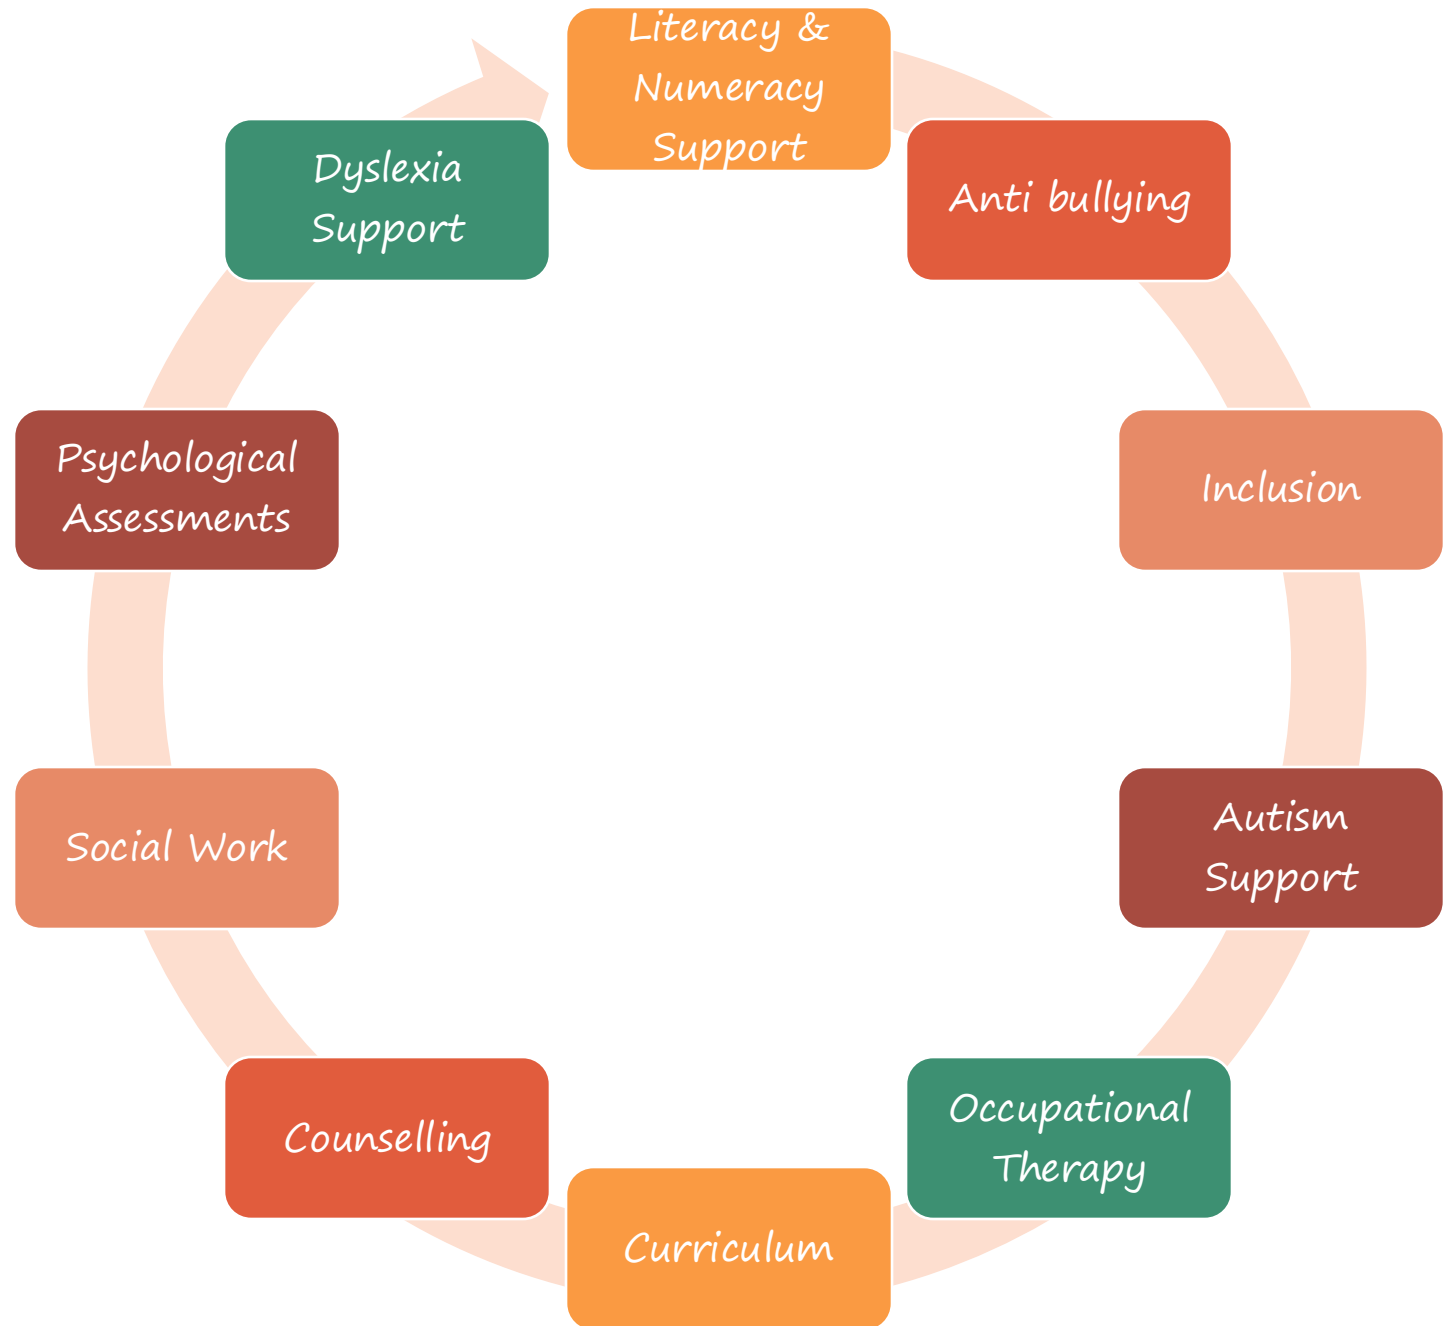 Literacy &
Numeracy
Support
Anti bullying
Inclusion
Autism
Support
Occupational
Therapy
Curriculum
Counselling
Social Work
Psychological
Assessments
Dyslexia
Support